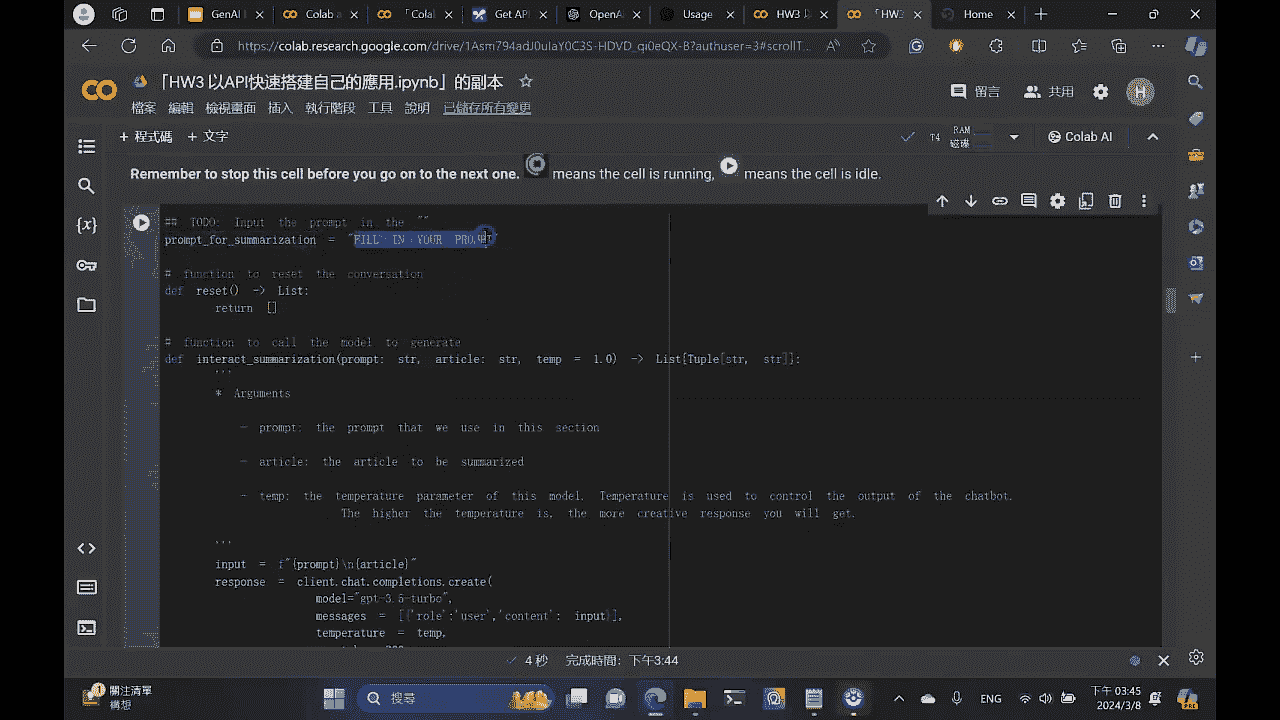 GenAI
Colab a
「Colal
Get API
OpenA
Usage
HW3
「HW3
Home
https://colab.research.google.com/drive/1Asm794adJ0ulaY0C3S-HDVD_qi0eQX-B?authuser=3#scrollT...
「HW3 以API快速搭建自己的應用.ipynb」的副本
檔案 編輯 檢視畫面 插入 執行階段 工具 說明 已儲存所有變更
留言 共用 H
+ 程式碼 + 文字
T4 RAM 磁碟 Colab AI
Remember to stop this cell before you go on to the next one. means the cell is running, means the cell is idle.
## TODO: Input the prompt in the ""
prompt_for_summarization = "FILL IN YOUR PROMPT"
# function to reset the conversation
def reset() -> List:
return []
# function to call the model to generate
def interact_summarization(prompt: str, article: str, temp = 1.0) -> List[Tuple[str, str]]:
'''
* Arguments
- prompt: the prompt that we use in this section
- article: the article to be summarized
- temp: the temperature parameter of this model. Temperature is used to control the output of the chatbot.
The higher the temperature is, the more creative response you will get.
'''
input = f"{prompt}\n{article}"
response = client.chat.completions.create(
model="gpt-3.5-turbo",
messages = [{'role':'user','content': input}],
temperature = temp,
4 秒 完成時間: 下午3:44
關注清單
構想
搜尋
ENG
下午 03:45
2024/3/8